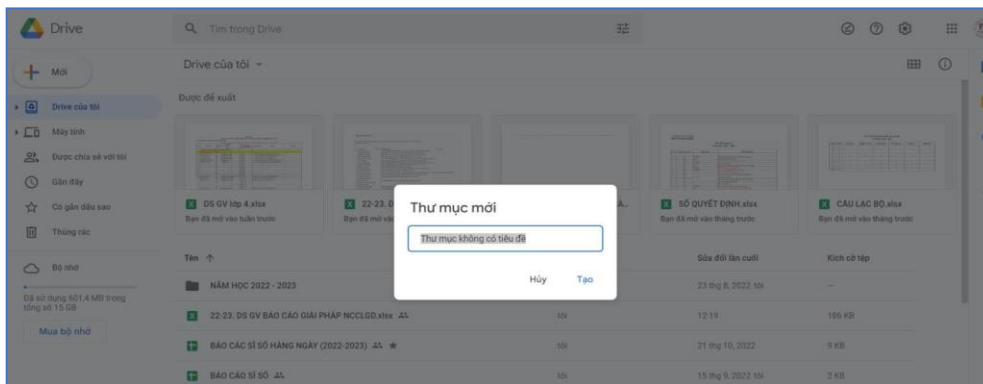 Drive
Tìm trong Drive
Mới
Drive của tôi
Drive của tôi
Máy tính
Được chia sẻ với tôi
Gần đây
Có gắn dấu sao
Thùng rác
Bộ nhớ
Đã sử dụng 601,4 MB trong
tổng số 15 GB
Mua bộ nhớ
Được đề xuất
DS GV lớp 4.xlsx
Bạn đã mở vào tuần trước
22-23.
Bạn đã mở
SỐ QUYẾT ĐỊNH.xlsx
Bạn đã mở vào tháng trước
CÂU LẠC BỘ.xlsx
Bạn đã mở vào tháng trước
Thư mục mới
Thư mục không có tiêu đề
Hủy Tạo
Tên Sửa đổi lần cuối Kích cỡ tệp
NĂM HỌC 2022 - 2023 23 thg 8, 2022 tôi —
22-23. DS GV BÁO CÁO GIẢI PHÁP NCCLGD.xlsx tôi 12:19 106 KB
BÁO CÁC SĨ SỐ HÀNG NGÀY (2022-2023) tôi 21 thg 10, 2022 9 KB
BÁO CÁO SĨ SỐ tôi 15 thg 9, 2022 tôi 2 KB